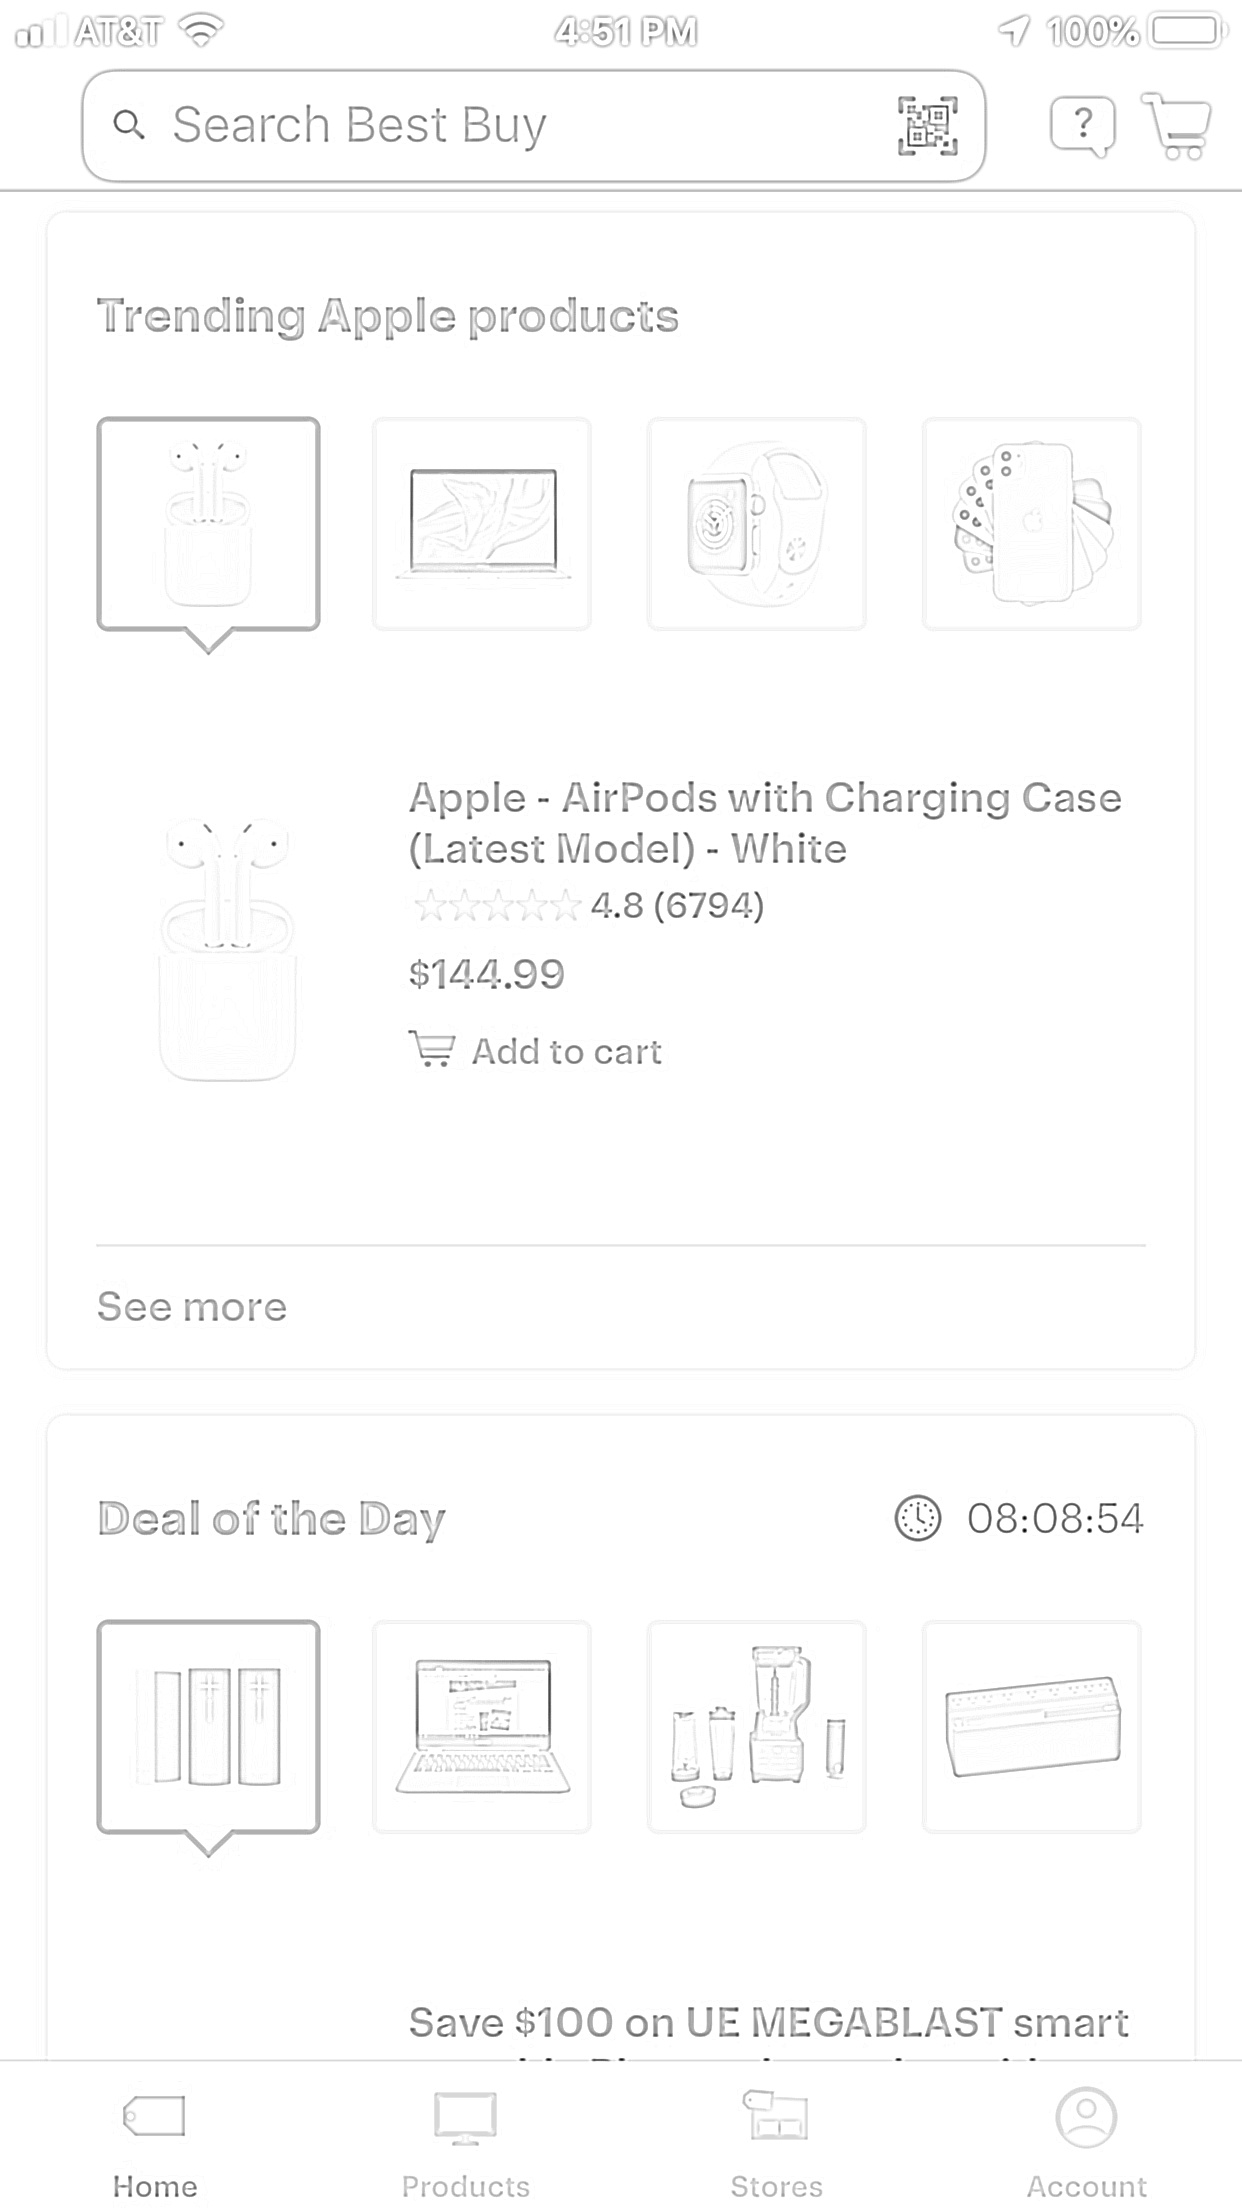 AT&T 4:51 PM 100%
Search Best Buy
?
Trending Apple products
Apple - AirPods with Charging Case
(Latest Model) - White
4.8 (6794)
$144.99
Add to cart
See more
Deal of the Day 08:08:54
Save $100 on UE MEGABLAST smart
Home Products Stores Account